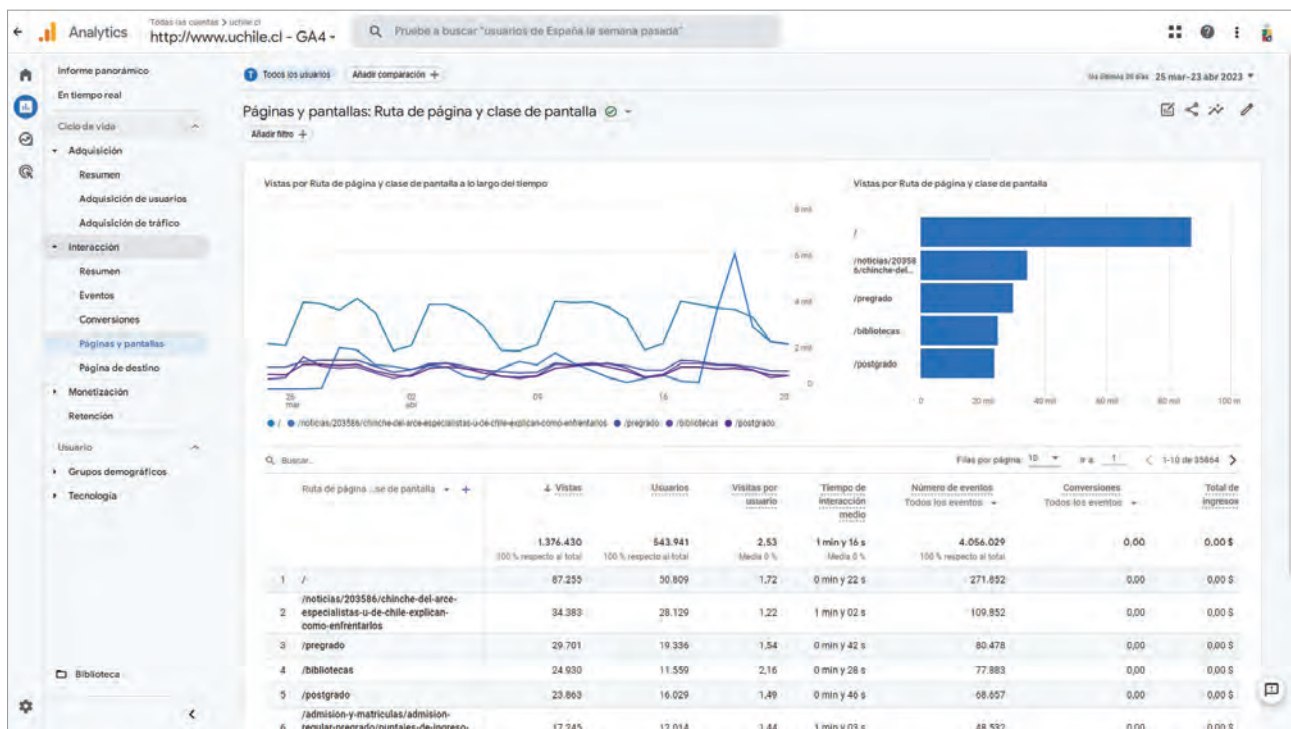 Todas las cuentas > uchile.cl
Analytics
http://www.uchile.cl - GA4
Pruebe a buscar "usuarios de España la semana pasada"
Informe panorámico
En tiempo real
Ciclo de vida
Adquisición
Resumen
Adquisición de usuarios
Adquisición de tráfico
Interacción
Resumen
Eventos
Conversiones
Páginas y pantallas
Página de destino
Monetización
Retención
Usuario
Grupos demográficos
Tecnología
Biblioteca
T Todos los usuarios
Añadir comparación +
25 mar-23 abr 2023
Páginas y pantallas: Ruta de página y clase de pantalla
Añadir filtro +
Vistas por Ruta de página y clase de pantalla a lo largo del tiempo
8 mil
6 mil
4 mil
2 mil
0
26 mar
02 abr
09
16
/ /noticias/203586/chinche-del-arce-especialistas-u-de-chile-explican-como-enfrentarlos /pregrado /bibliotecas /postgrado
Vistas por Ruta de página y clase de pantalla
/
/noticias/20358
6/chinche-del...
/pregrado
/bibliotecas
/postgrado
0 20 mil 40 mil 60 mil 80 mil 100 m
Buscar...
Filas por página: 10 Ir a: 1 < 1-10 de 35864 >
Ruta de página ...se de pantalla +
↓ Vistas Usuarios Visitas por usuario Tiempo de interacción medio Número de eventos Todos los eventos Conversiones Todos los eventos Total de ingresos
1.376.430 543.941 2,53 1 min y 16 s 4.056.029 0,00 0,00 $
100 % respecto al total 100 % respecto al total Media 0 % Media 0 % 100 % respecto al total
1 / 87.255 50.809 1,72 0 min y 22 s 271.852 0,00 0,00 $
2 /noticias/203586/chinche-del-arce-
especialistas-u-de-chile-explican-
como-enfrentarlos 34.383 28.129 1,22 1 min y 02 s 109.852 0,00 0,00 $
3 /pregrado 29.701 19.336 1,54 0 min y 42 s 80.478 0,00 0,00 $
4 /bibliotecas 24.930 11.559 2,16 0 min y 28 s 77.883 0,00 0,00 $
5 /postgrado 23.863 16.029 1,49 0 min y 46 s 68.657 0,00 0,00 $
/admision-y-matriculas/admision-
6 17.245 12.014 1,44 1 min y 03 s 48.532 0,00 0,00 $